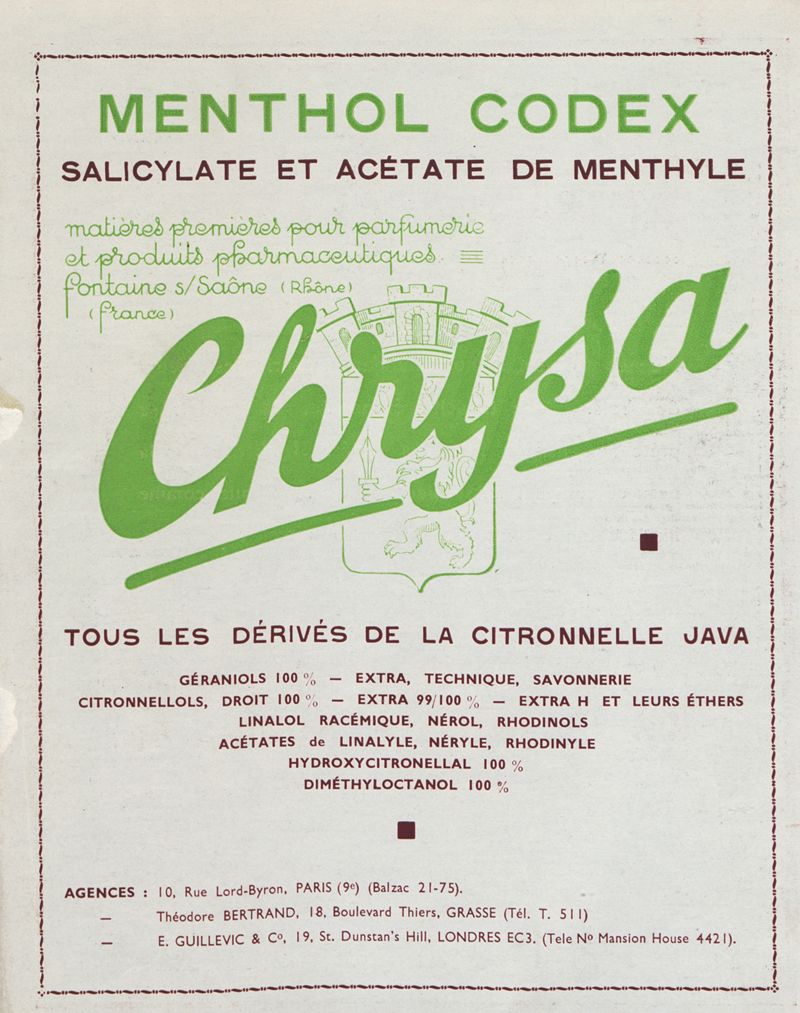 MENTHOL CODEX
SALICYLATE ET ACÉTATE DE MENTHYLE
matières premières pour parfumerie
et produits pharmaceutiques.
fontaine s/Saône (Rhône)
(france)
Chrysa
TOUS LES DÉRIVÉS DE LA CITRONNELLE JAVA
GÉRANIOLS 100 % — EXTRA, TECHNIQUE, SAVONNERIE
CITRONNELLOLS, DROIT 100 % — EXTRA 99/100 % — EXTRA H ET LEURS ÉTHERS
LINALOL RACÉMIQUE, NÉROL, RHODINOLS
ACÉTATES de LINALYLE, NÉRYLE, RHODINYLE
HYDROXYCITRONELLAL 100 %
DIMÉTHYLOCTANOL 100 %
AGENCES : 10, Rue Lord-Byron, PARIS (9e) (Balzac 21-75).
— Théodore BERTRAND, 18, Boulevard Thiers, GRASSE (Tél. T. 511)
— E. GUILLEVIC & Co, 19, St. Dunstan's Hill, LONDRES EC3. (Tele No Mansion House 4421).